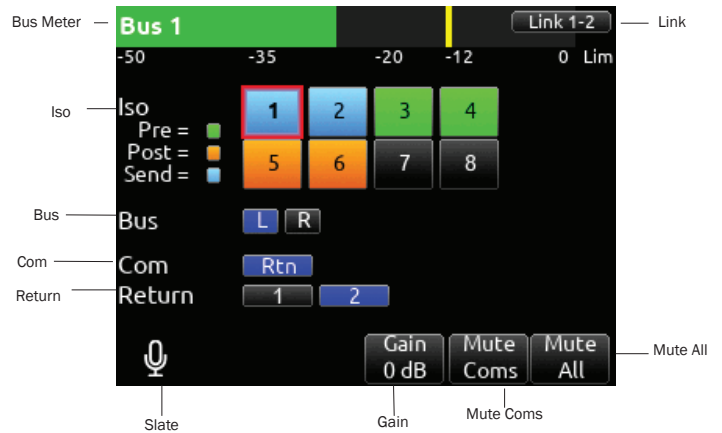 Bus Meter
Bus 1
Link 1-2
Link
-50 -35 -20 -12 0 Lim
Iso
Iso
1 2 3 4
Pre =
Post =
Send =
5 6 7 8
Bus
Bus
L R
Com
Com
Rtn
Return
Return
1 2
Gain
0 dB
Mute
Coms
Mute
All
Mute All
Slate
Gain
Mute Coms